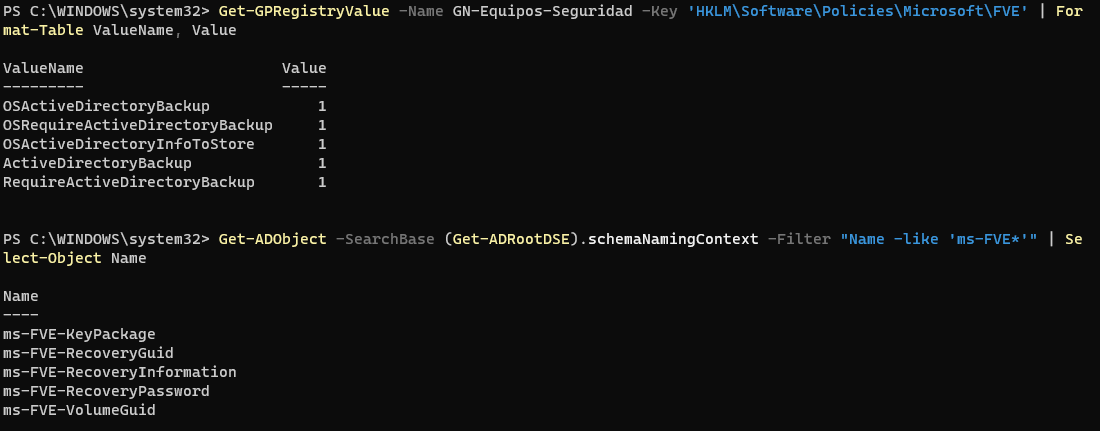 PS C:\WINDOWS\system32> Get-GPRegistryValue -Name GN-Equipos-Seguridad -Key 'HKLM\Software\Policies\Microsoft\FVE' | For
mat-Table ValueName, Value
ValueName Value
--------- -----
OSActiveDirectoryBackup 1
OSRequireActiveDirectoryBackup 1
OSActiveDirectoryInfoToStore 1
ActiveDirectoryBackup 1
RequireActiveDirectoryBackup 1
PS C:\WINDOWS\system32> Get-ADObject -SearchBase (Get-ADRootDSE).schemaNamingContext -Filter "Name -like 'ms-FVE*'" | Se
lect-Object Name
Name
----
ms-FVE-KeyPackage
ms-FVE-RecoveryGuid
ms-FVE-RecoveryInformation
ms-FVE-RecoveryPassword
ms-FVE-VolumeGuid